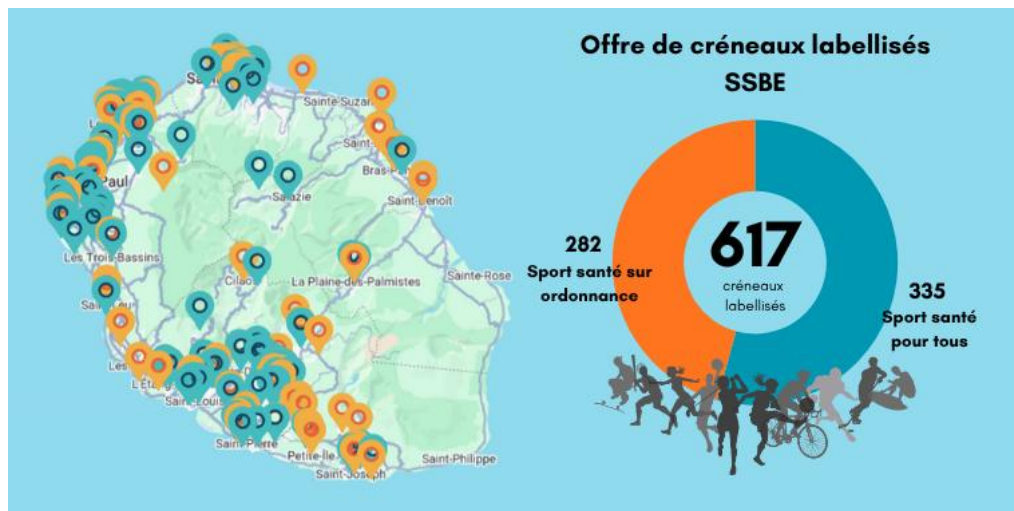 Offre de créneaux labellisés
SSBE
617
créneaux
labellisés
282
Sport santé sur
ordonnance
335
Sport santé
pour tous
Sainte-Suzan
Bras-P
Paul
Salazie
Saint-Benoît
Les Trois-Bassins
Cilaos
La Plaine-des-Palmistes
Sainte-Rose
Saint-Louis
Saint-Pierre
Petite-Île
Saint-Joseph
Saint-Philippe